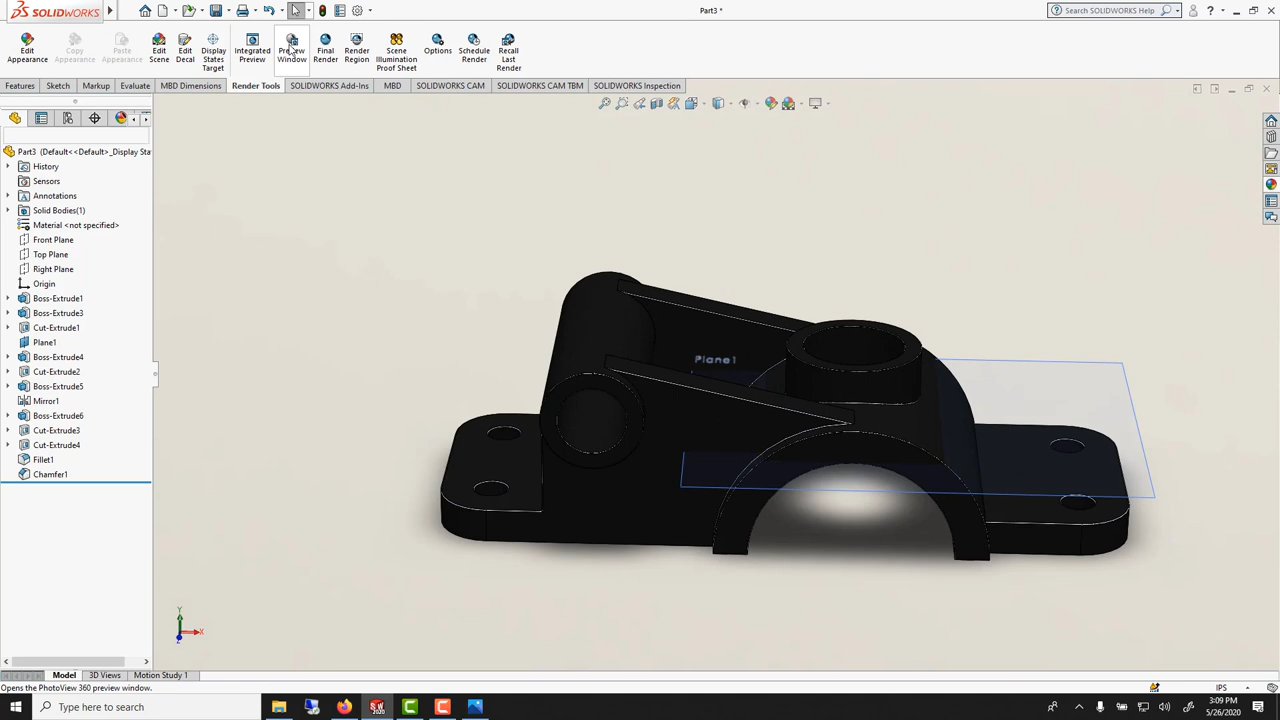 SOLIDWORKS
Part3 *
Search SOLIDWORKS Help
Edit Appearance
Copy Appearance
Paste Appearance
Edit Scene
Edit Decal
Display States Target
Integrated Preview
Preview Window
Final Render
Render Region
Scene Illumination Proof Sheet
Options
Schedule Render
Recall Last Render
Features
Sketch
Markup
Evaluate
MBD Dimensions
Render Tools
SOLIDWORKS Add-Ins
MBD
SOLIDWORKS CAM
SOLIDWORKS CAM TBM
SOLIDWORKS Inspection
Part3 (Default<<Default>_Display Sta
History
Sensors
Annotations
Solid Bodies(1)
Material <not specified>
Front Plane
Top Plane
Right Plane
Origin
Boss-Extrude1
Boss-Extrude3
Cut-Extrude1
Plane1
Boss-Extrude4
Cut-Extrude2
Boss-Extrude5
Mirror1
Boss-Extrude6
Cut-Extrude3
Cut-Extrude4
Fillet1
Chamfer1
Plane1
Y
X
Z
Model
3D Views
Motion Study 1
Opens the PhotoView 360 preview window.
IPS
Type here to search
SW
2020
3:09 PM
5/26/2020